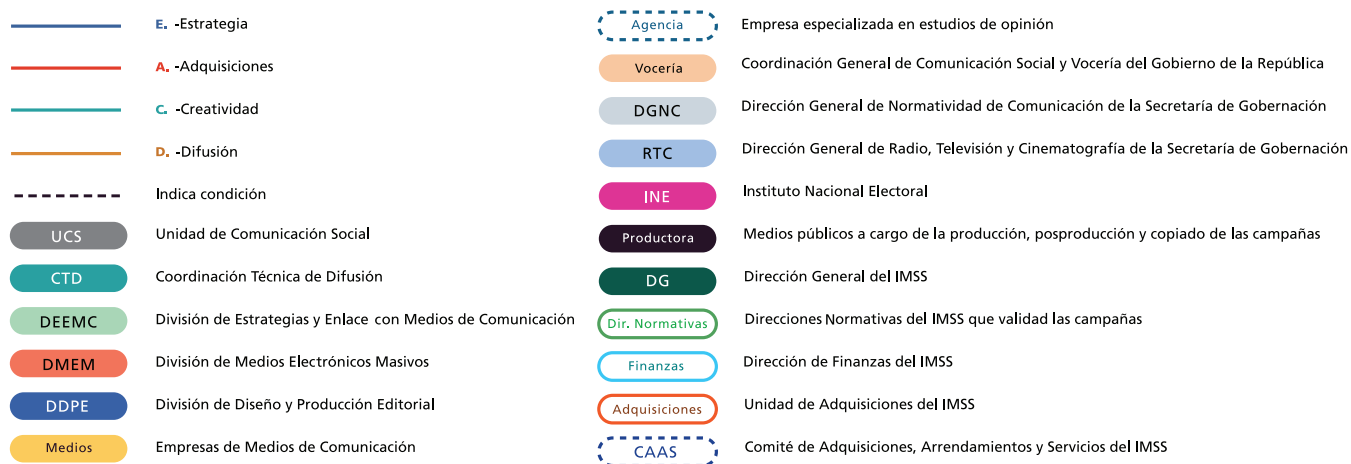 E. -Estrategia
A. -Adquisiciones
C. -Creatividad
D. -Difusión
Indica condición
UCS Unidad de Comunicación Social
CTD Coordinación Técnica de Difusión
DEEMC División de Estrategias y Enlace con Medios de Comunicación
DMEM División de Medios Electrónicos Masivos
DDPE División de Diseño y Producción Editorial
Medios Empresas de Medios de Comunicación
Agencia Empresa especializada en estudios de opinión
Vocería Coordinación General de Comunicación Social y Vocería del Gobierno de la República
DGNC Dirección General de Normatividad de Comunicación de la Secretaría de Gobernación
RTC Dirección General de Radio, Televisión y Cinematografía de la Secretaría de Gobernación
INE Instituto Nacional Electoral
Productora Medios públicos a cargo de la producción, posproducción y copiado de las campañas
DG Dirección General del IMSS
Dir. Normativas Direcciones Normativas del IMSS que validad las campañas
Finanzas Dirección de Finanzas del IMSS
Adquisiciones Unidad de Adquisiciones del IMSS
CAAS Comité de Adquisiciones, Arrendamientos y Servicios del IMSS